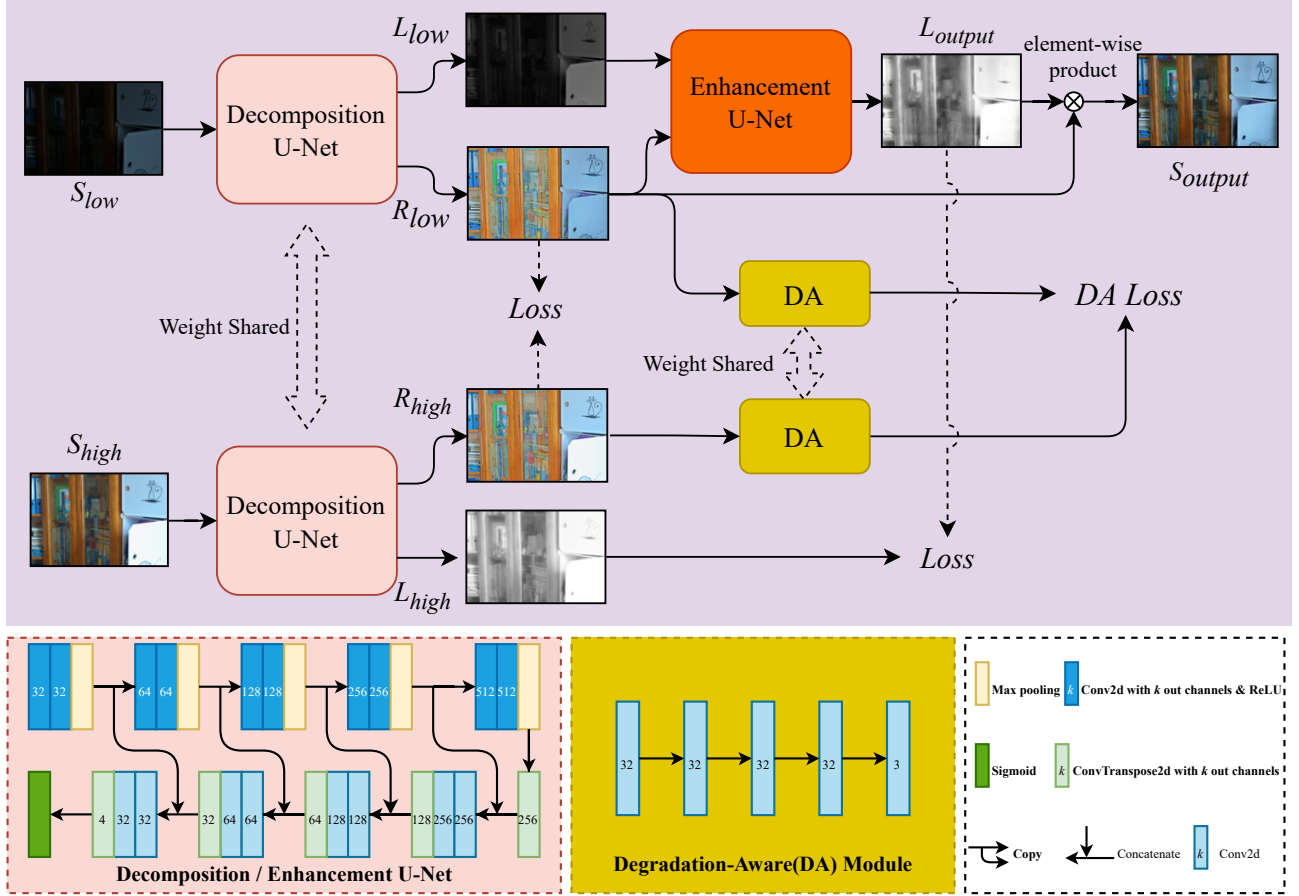 L_low
L_output
element-wise
product
Decomposition
U-Net
Enhancement
U-Net
S_low
R_low
S_output
Weight Shared
Loss
DA
DA Loss
Weight Shared
R_high
DA
S_high
Decomposition
U-Net
L_high
Loss
32 32 64 64 128 128 256 256 512 512
4 32 32 32 64 64 64 128 128 128 256 256 256
Decomposition / Enhancement U-Net
32 32 32 32 3
Degradation-Aware(DA) Module
Max pooling
k Conv2d with k out channels & ReLU
Sigmoid
k ConvTranspose2d with k out channels
Copy
Concatenate
k Conv2d